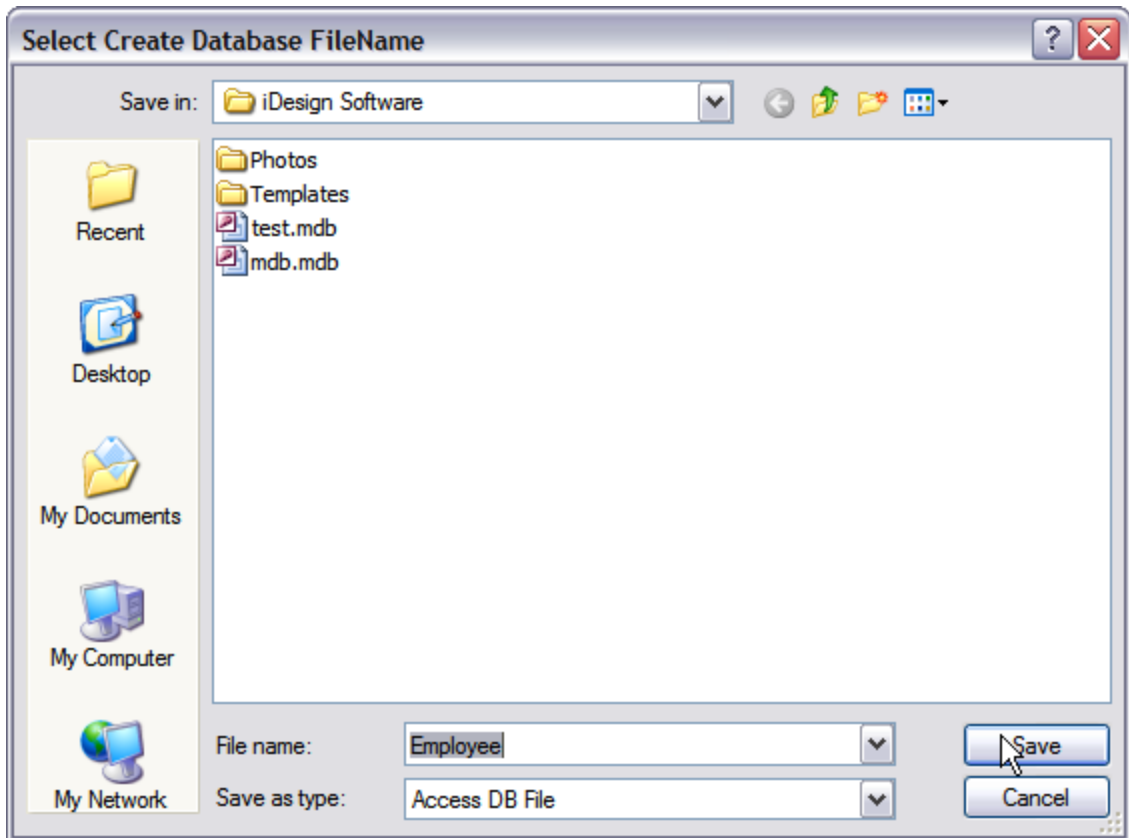 Select Create Database FileName
Save in: iDesign Software
Photos
Templates
test.mdb
mdb.mdb
Recent
Desktop
My Documents
My Computer
My Network
File name: Employee Save
Save as type: Access DB File Cancel